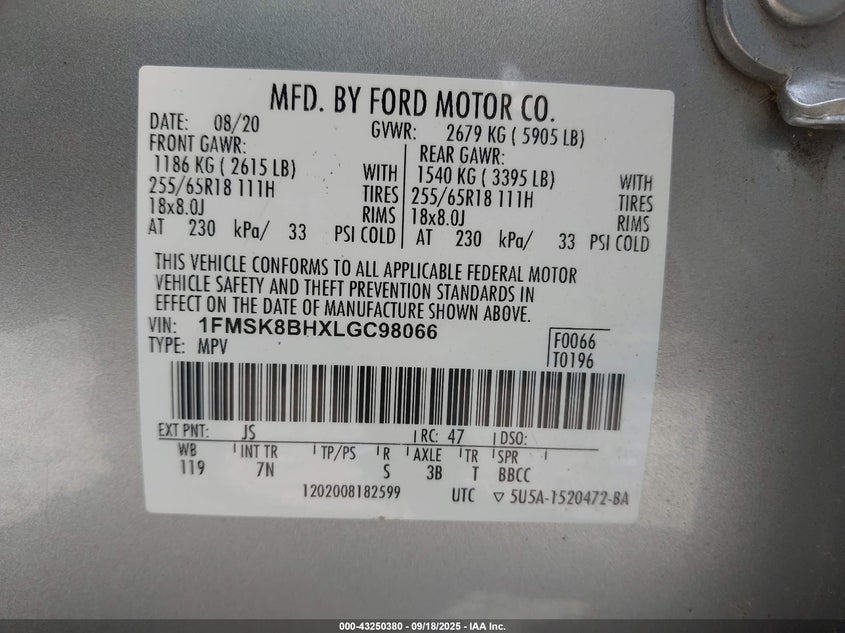 MFD. BY FORD MOTOR CO.
DATE: 08/20 GVWR: 2679 KG ( 5905 LB)
FRONT GAWR: REAR GAWR:
1186 KG ( 2615 LB) WITH 1540 KG ( 3395 LB) WITH
255/65R18 111H TIRES 255/65R18 111H TIRES
18x8.0J RIMS 18x8.0J RIMS
AT 230 kPa/ 33 PSI COLD AT 230 kPa/ 33 PSI COLD
THIS VEHICLE CONFORMS TO ALL APPLICABLE FEDERAL MOTOR
VEHICLE SAFETY AND THEFT PREVENTION STANDARDS IN
EFFECT ON THE DATE OF MANUFACTURE SHOWN ABOVE.
VIN: 1FMSK8BHXLGC98066 F0066
TYPE: MPV T0196
EXT PNT: JS RC: 47 DSO:
WB INT TR TP/PS R AXLE TR SPR
119 7N S 3B T BBCC
1202008182599 UTC ▽ 5U5A-1520472-BA
000-43250380 - 09/18/2025 - IAA Inc.